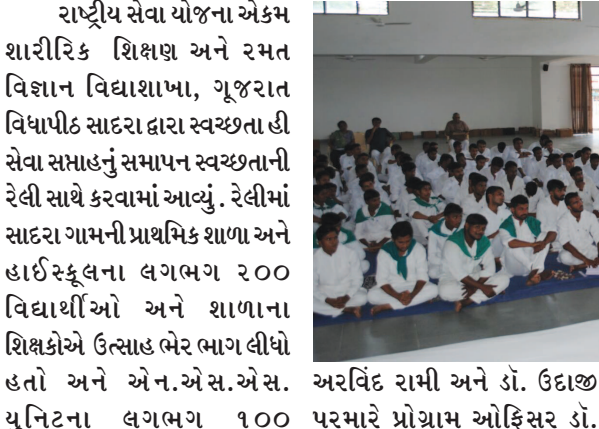 રાષ્ટ્રીય સેવા યોજના એકમ
શારીરિક શિક્ષણ અને રમત
વિજ્ઞાન વિદ્યાશાખા, ગૂજરાત
વિધાપીઠ સાદરા દ્વારા સ્વચ્છતા હી
સેવા સપ્તાહનું સમાપન સ્વચ્છતાની
રેલી સાથે કરવામાં આવ્યું . રેલીમાં
સાદરા ગામની પ્રાથમિક શાળા અને
હાઈસ્કૂલના લગભગ ૨૦૦
વિદ્યાર્થીઓ અને શાળાના
શિક્ષકોએ ઉત્સાહ ભેર ભાગ લીધો
હતો અને એન.એસ.એસ.
યુનિટના લગભગ ૧૦૦
અરવિંદ રામી અને ડૉ. ઉદાજી
પરમારે પ્રોગ્રામ ઓફિસર ડૉ.